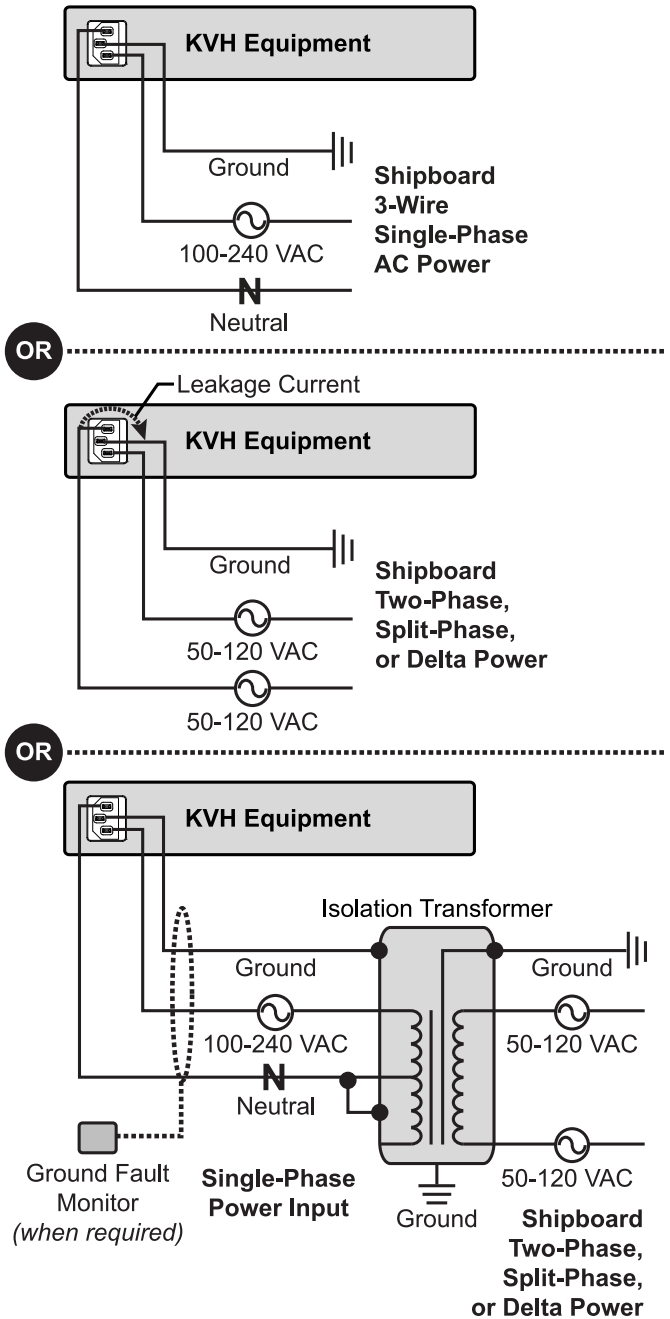 KVH Equipment
Ground
Shipboard
3-Wire
Single-Phase
AC Power
100-240 VAC
N
Neutral
OR
Leakage Current
KVH Equipment
Ground
Shipboard
Two-Phase,
Split-Phase,
or Delta Power
50-120 VAC
50-120 VAC
OR
KVH Equipment
Isolation Transformer
Ground
Ground
100-240 VAC
50-120 VAC
N
Neutral
Ground Fault
Monitor
(when required)
Single-Phase
Power Input
Ground
50-120 VAC
Shipboard
Two-Phase,
Split-Phase,
or Delta Power